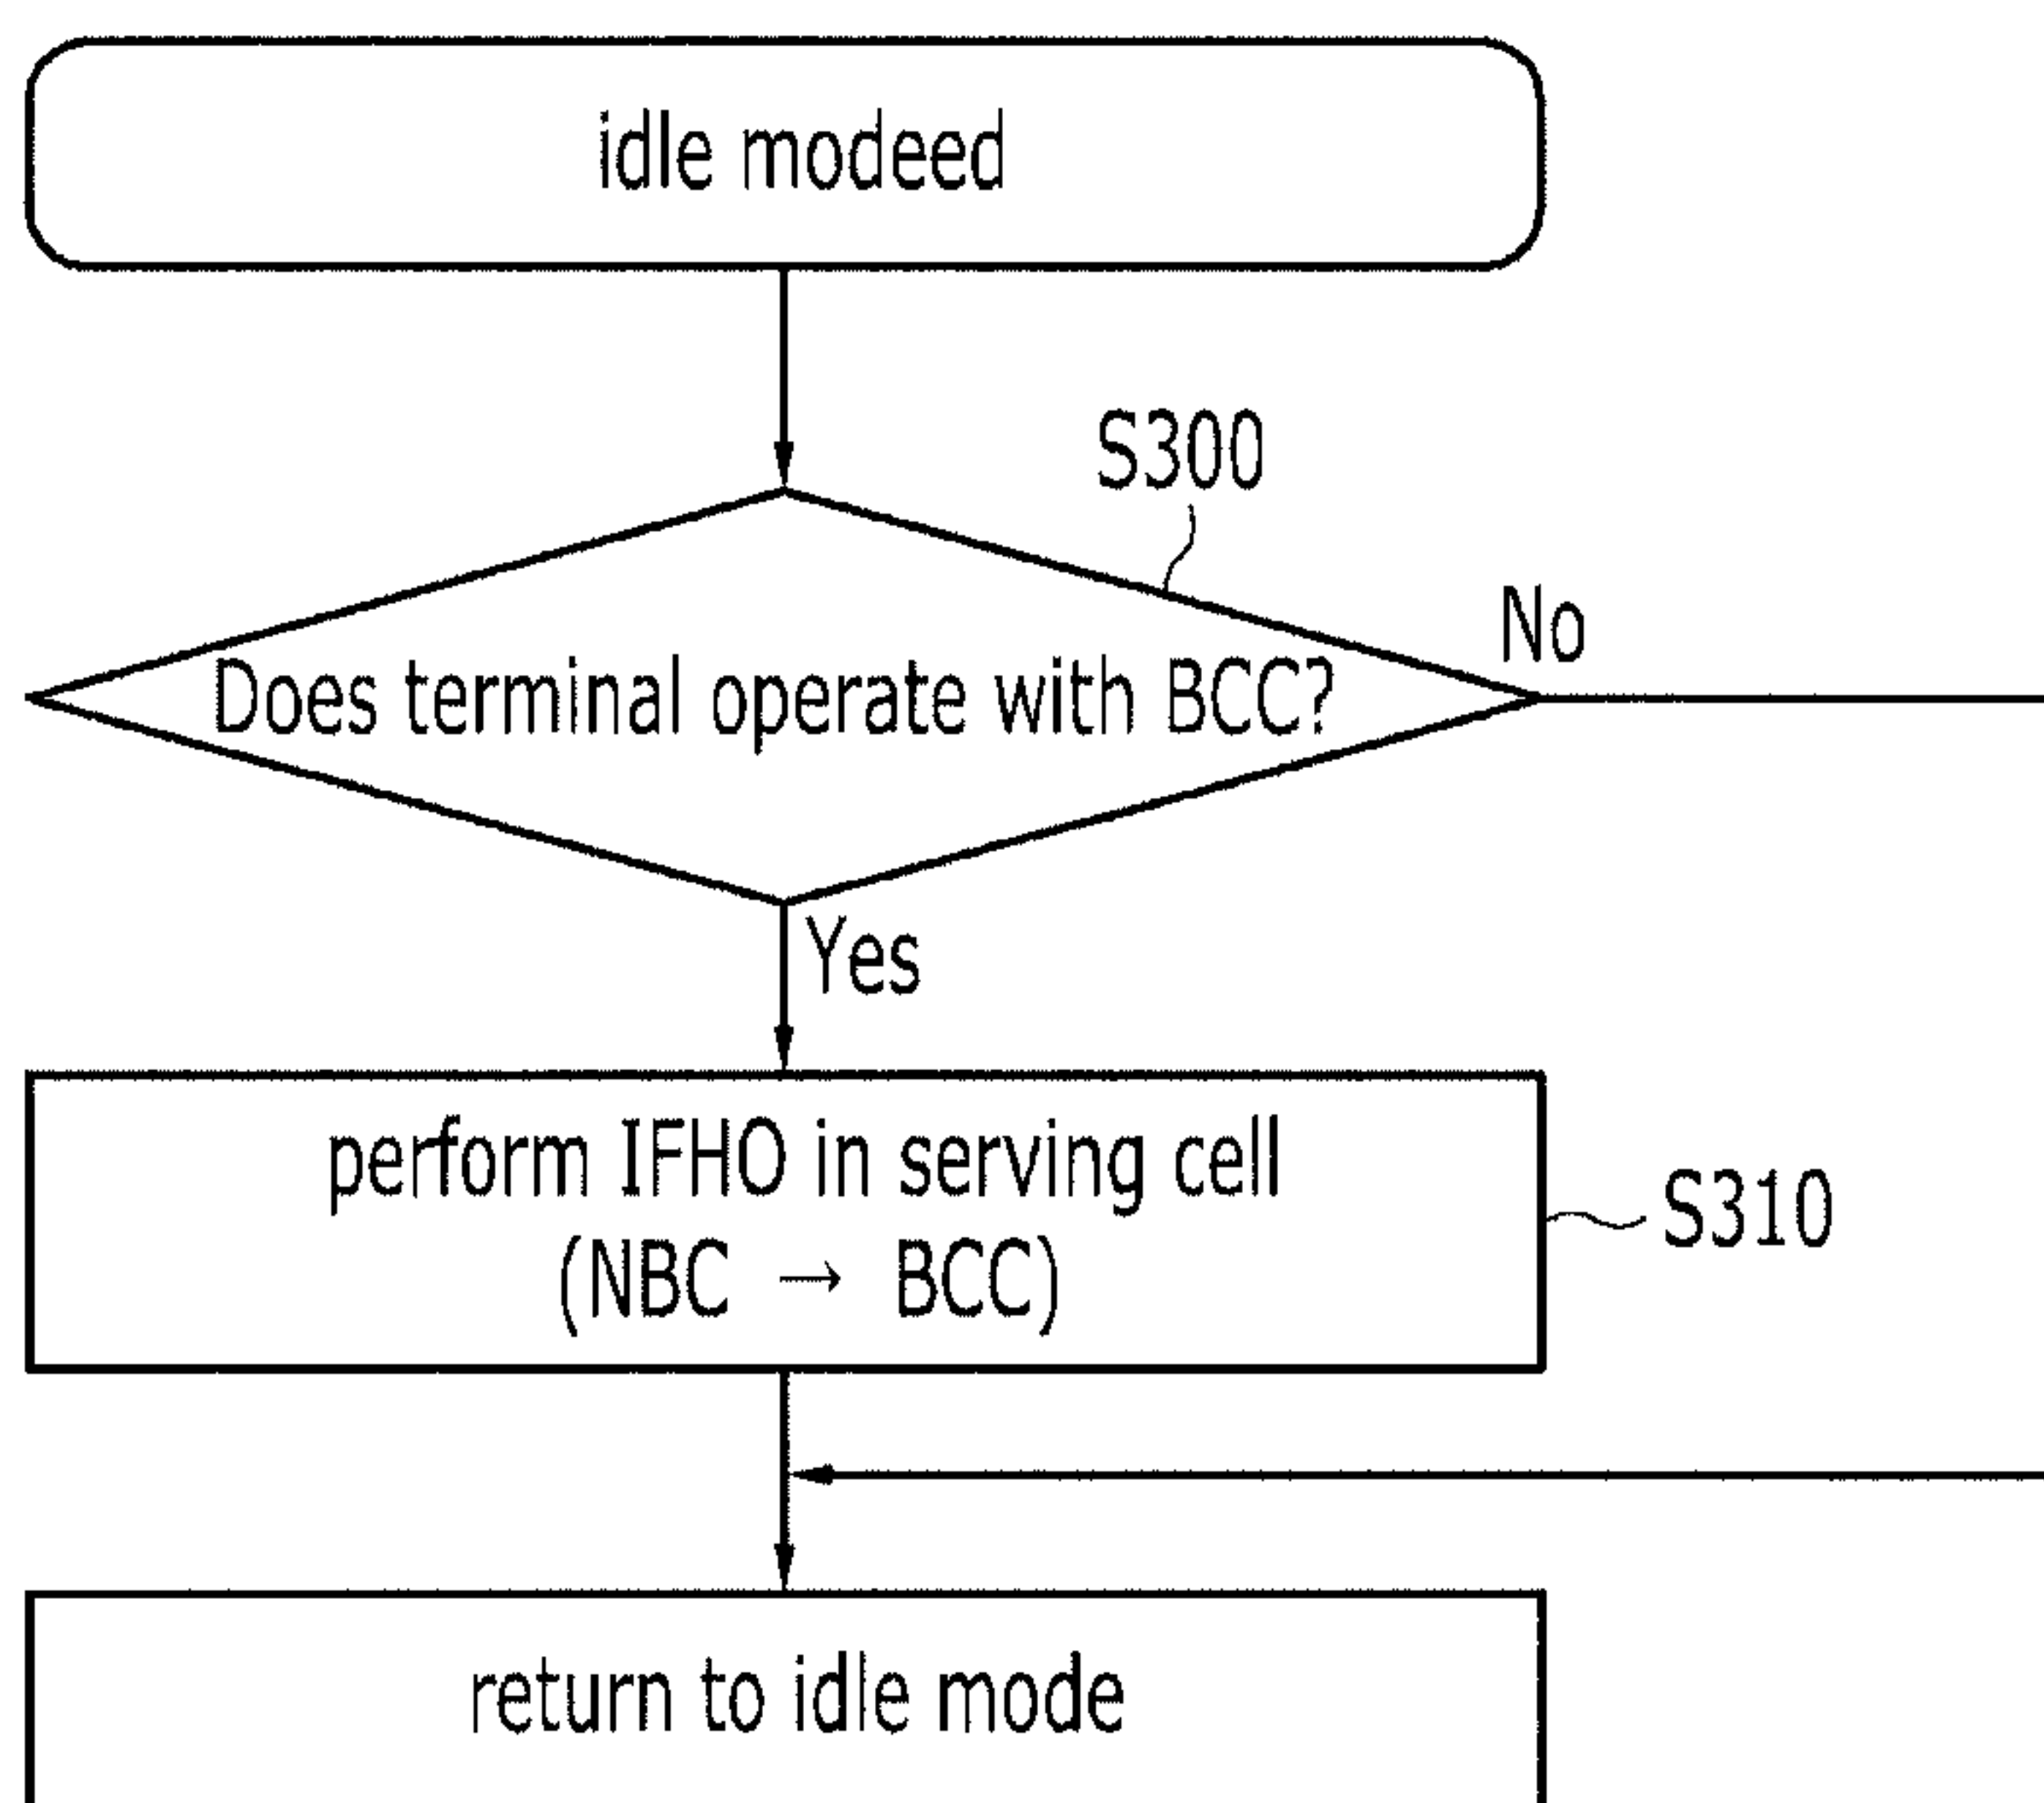 idle modeed
S300
No
Does terminal operate with BCC?
Yes
perform IFHO in serving cell
(NBC → BCC)
S310
return to idle mode